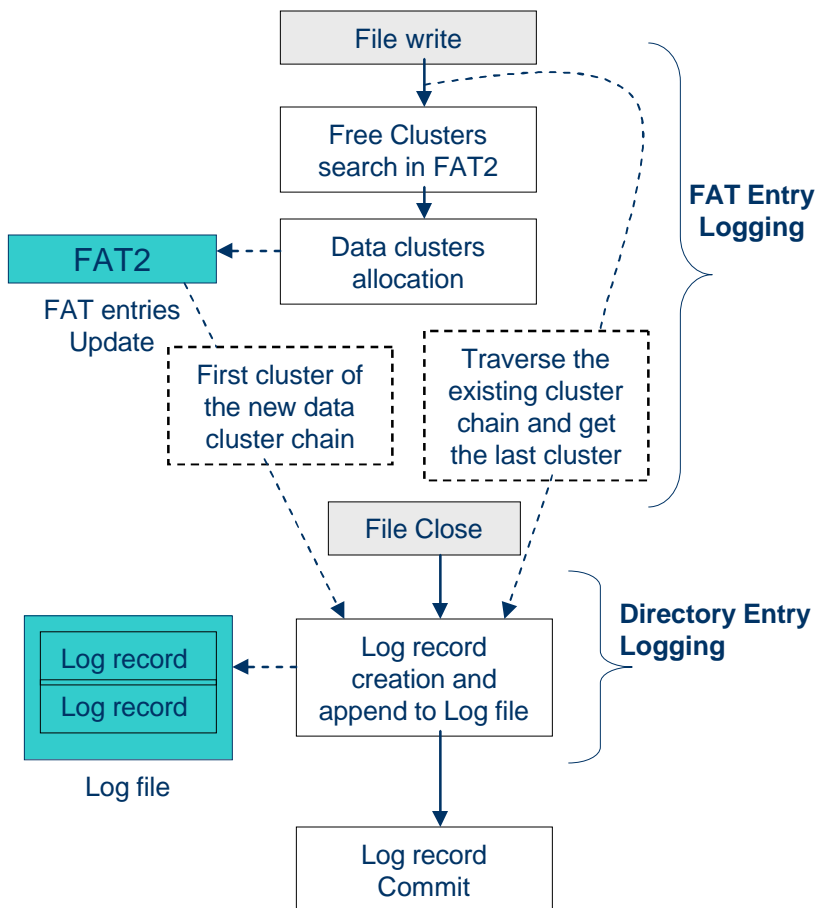 File write
Free Clusters
search in FAT2
FAT Entry
Logging
Data clusters
allocation
FAT2
FAT entries
Update
First cluster of
the new data
cluster chain
Traverse the
existing cluster
chain and get
the last cluster
File Close
Directory Entry
Logging
Log record
creation and
append to Log file
Log record
Log record
Log file
Log record
Commit